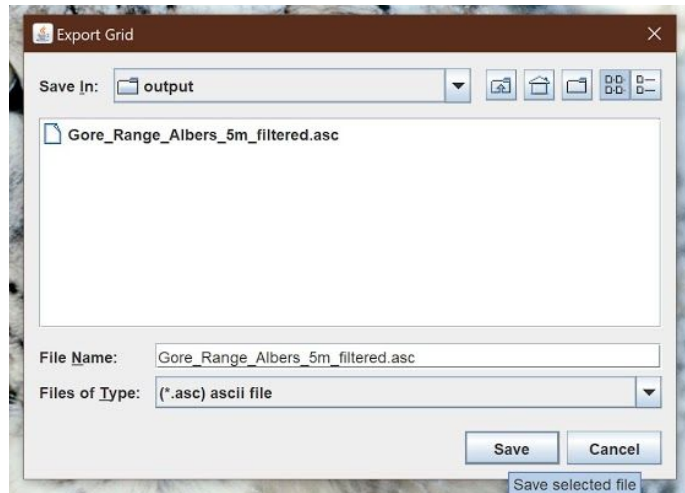 Export Grid
Save In: output
Gore_Range_Albers_5m_filtered.asc
File Name: Gore_Range_Albers_5m_filtered.asc
Files of Type: (*.asc) ascii file
Save Cancel
Save selected file